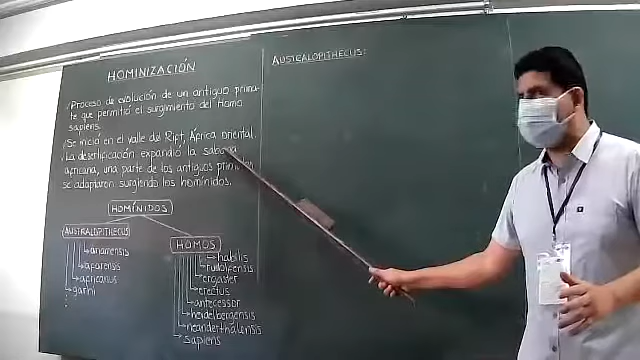 HOMINIZACIÓN
Proceso de evolución de un antiguo prima-
te que permitió el surgimiento del Homo
sapiens.
Se inició en el valle del Rift, África oriental.
La desertificación expandió la sabana
africana, una parte de los antiguos
se adaptaron surgiendo los homínidos.
HOMÍNIDOS
AUSTRALOPITHECUS
anamensis
afarensis
africanus
garhi
HOMOS
habilis
rudolfensis
ergaster
erectus
antecessor
heidelbergensis
neanderthalensis
sapiens
AUSTRALOPITHECUS: